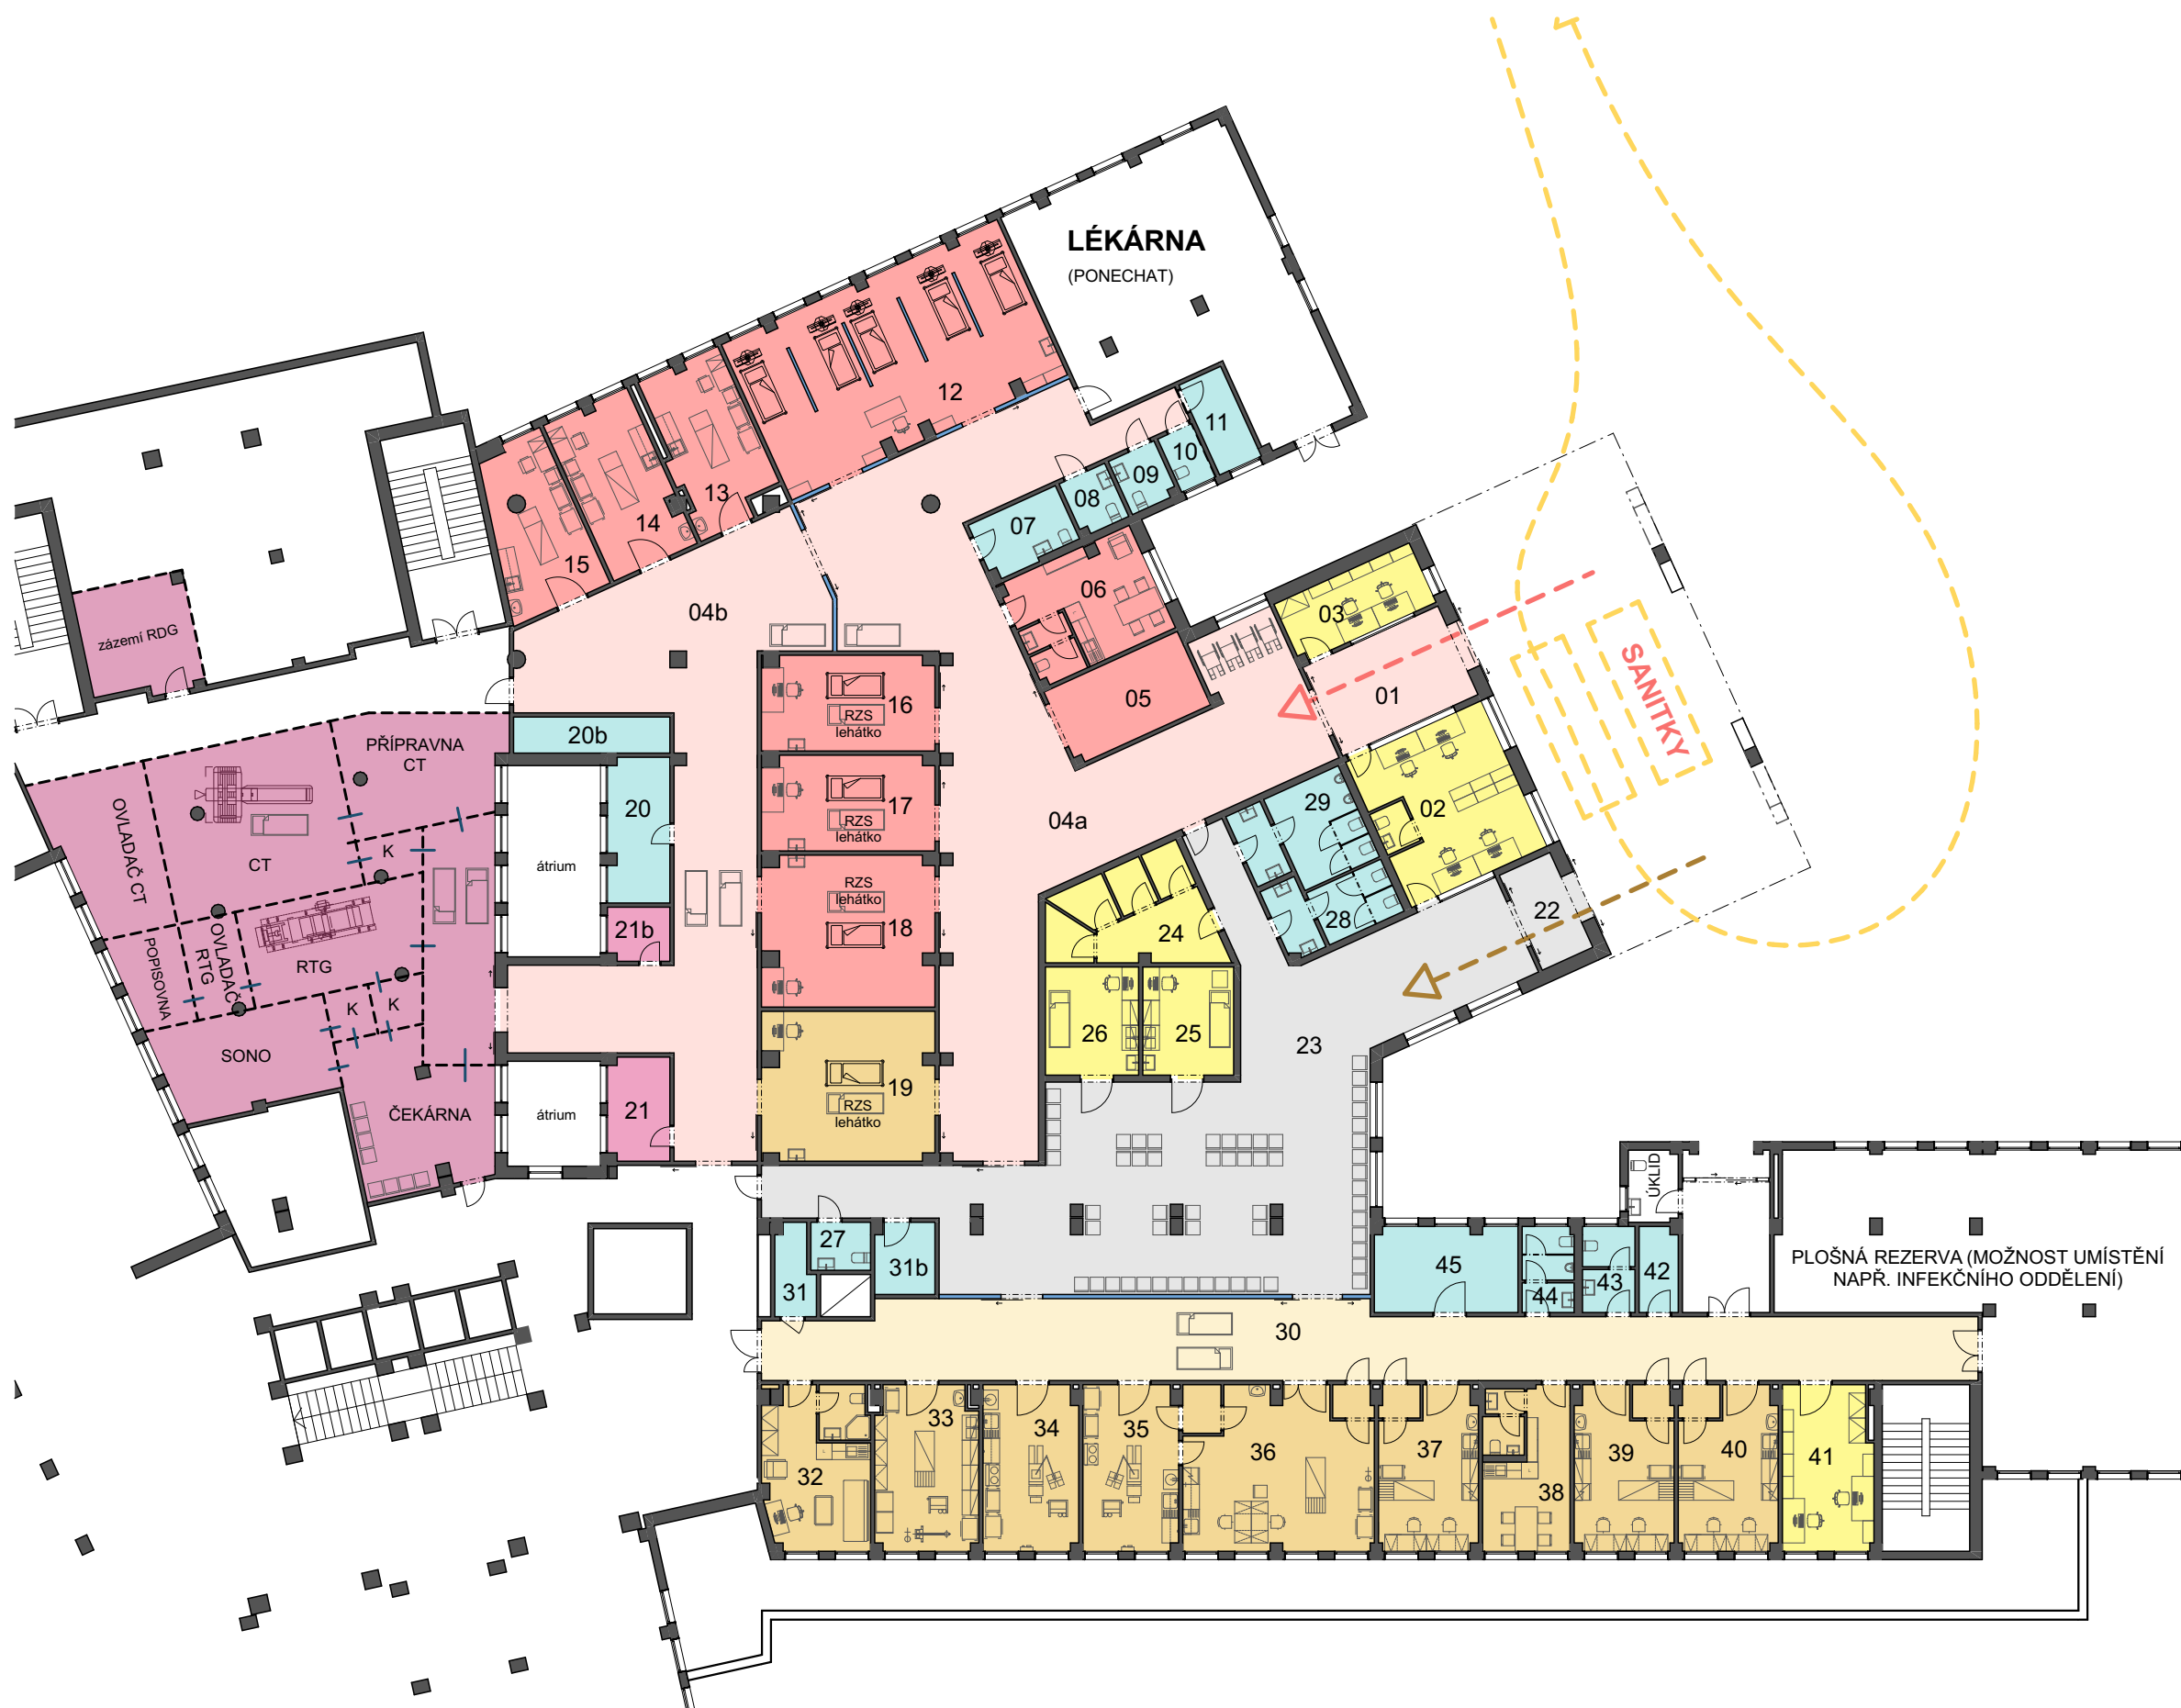 LÉKÁRNA
(PONECHAT)
12
11
10
09
08
07
13
14
15
06
03
05
01
SANITKY
04b
zázemí RDG
16
RZS
lehátko
20b
PŘÍPRAVNA
CT
17
RZS
lehátko
20
04a
29
02
OVLADAČ CT
CT
K
átrium
RZS
lehátko
18
21b
24
28
22
POPISOVNA
OVLADAČ
RTG
RTG
K
K
SONO
26
25
23
19
RZS
lehátko
ČEKÁRNA
átrium
21
ÚKLID
27
31
31b
45
44
43
42
PLOŠNÁ REZERVA (MOŽNOST UMÍSTĚNÍ
NAPŘ. INFEKČNÍHO ODDĚLENÍ)
30
32
33
34
35
36
37
38
39
40
41